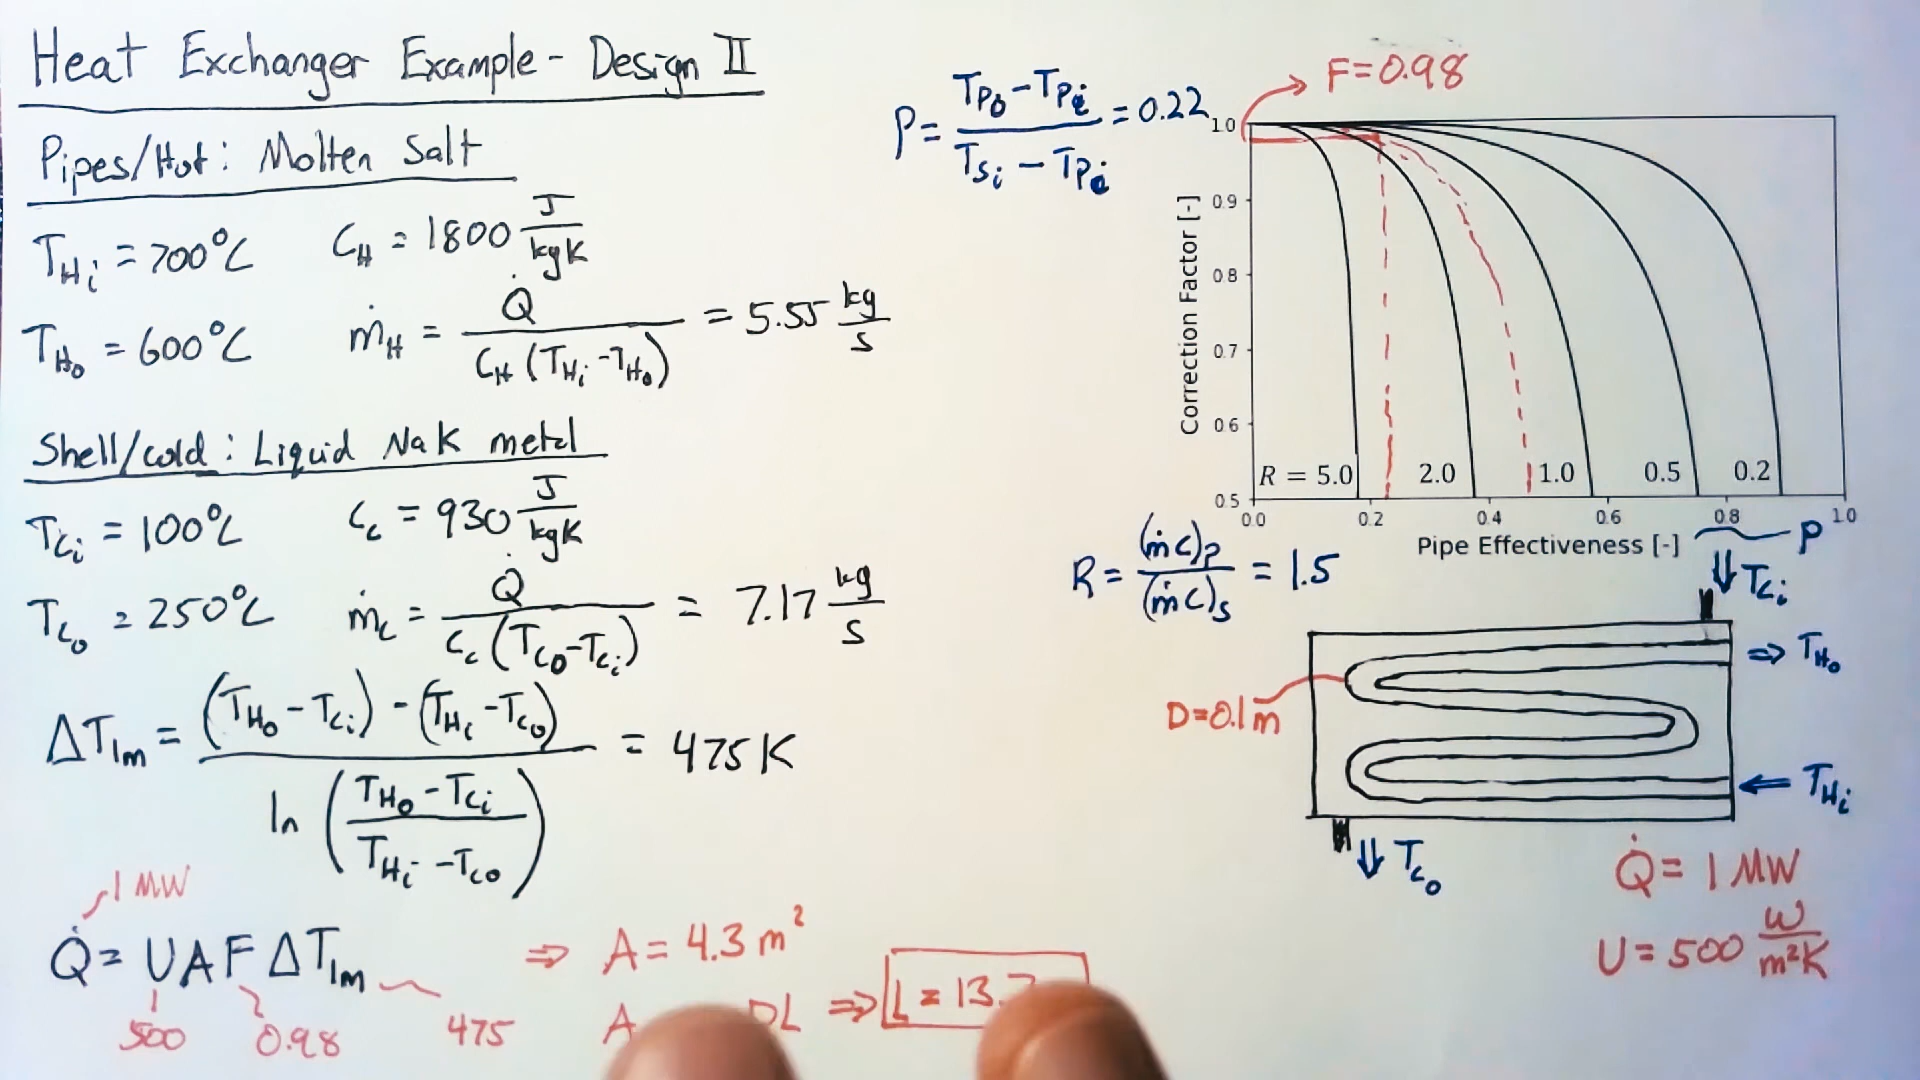 Heat Exchanger Example - Design II
Pipes/Hot: Molten Salt
T_Hi = 700°C    C_H = 1800 J/kgK
T_Ho = 600°C    ṁ_H = Q̇ / (C_H (T_Hi - T_Ho)) = 5.55 kg/s
Shell/cold: Liquid NaK metal
T_Ci = 100°C    C_c = 930 J/kgK
T_Co = 250°C    ṁ_c = Q̇ / (C_c (T_Co - T_Ci)) = 7.17 kg/s
ΔT_lm = ((T_Ho - T_Ci) - (T_Hi - T_Co)) / ln((T_Ho - T_Ci) / (T_Hi - T_Co)) = 475 K
1 MW
Q̇ = U A F ΔT_lm ⇒ A = 4.3 m²
500 0.98 475
A DL ⇒ L = 13.
P = (T_Po - T_Pi) / (T_Si - T_Pi) = 0.22
F = 0.98
Correction Factor [-]
1.0
0.9
0.8
0.7
0.6
0.5
R = 5.0 2.0 1.0 0.5 0.2
0.0 0.2 0.4 0.6 0.8 1.0
Pipe Effectiveness [-]
P
R = (ṁc)_P / (ṁc)_S = 1.5
⇓ T_Ci
⇒ T_Ho
D = 0.1 m
← T_Hi
⇓ T_Co
Q̇ = 1 MW
U = 500 W/m²K